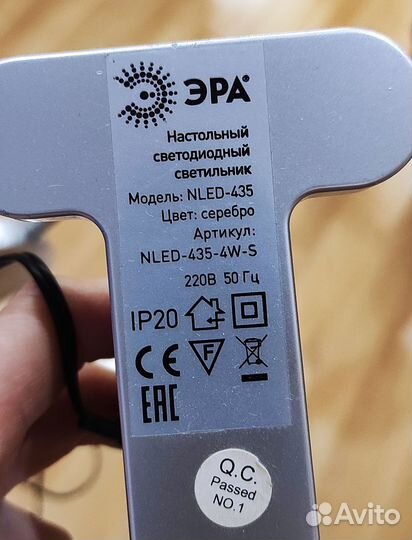 ЭРА®
Настольный
светодиодный
светильник
Модель: NLED-435
Цвет: серебро
Артикул:
NLED-435-4W-S
220В 50 Гц
IP20
CE F
EAC
Q.C.
Passed
NO.1
Avito